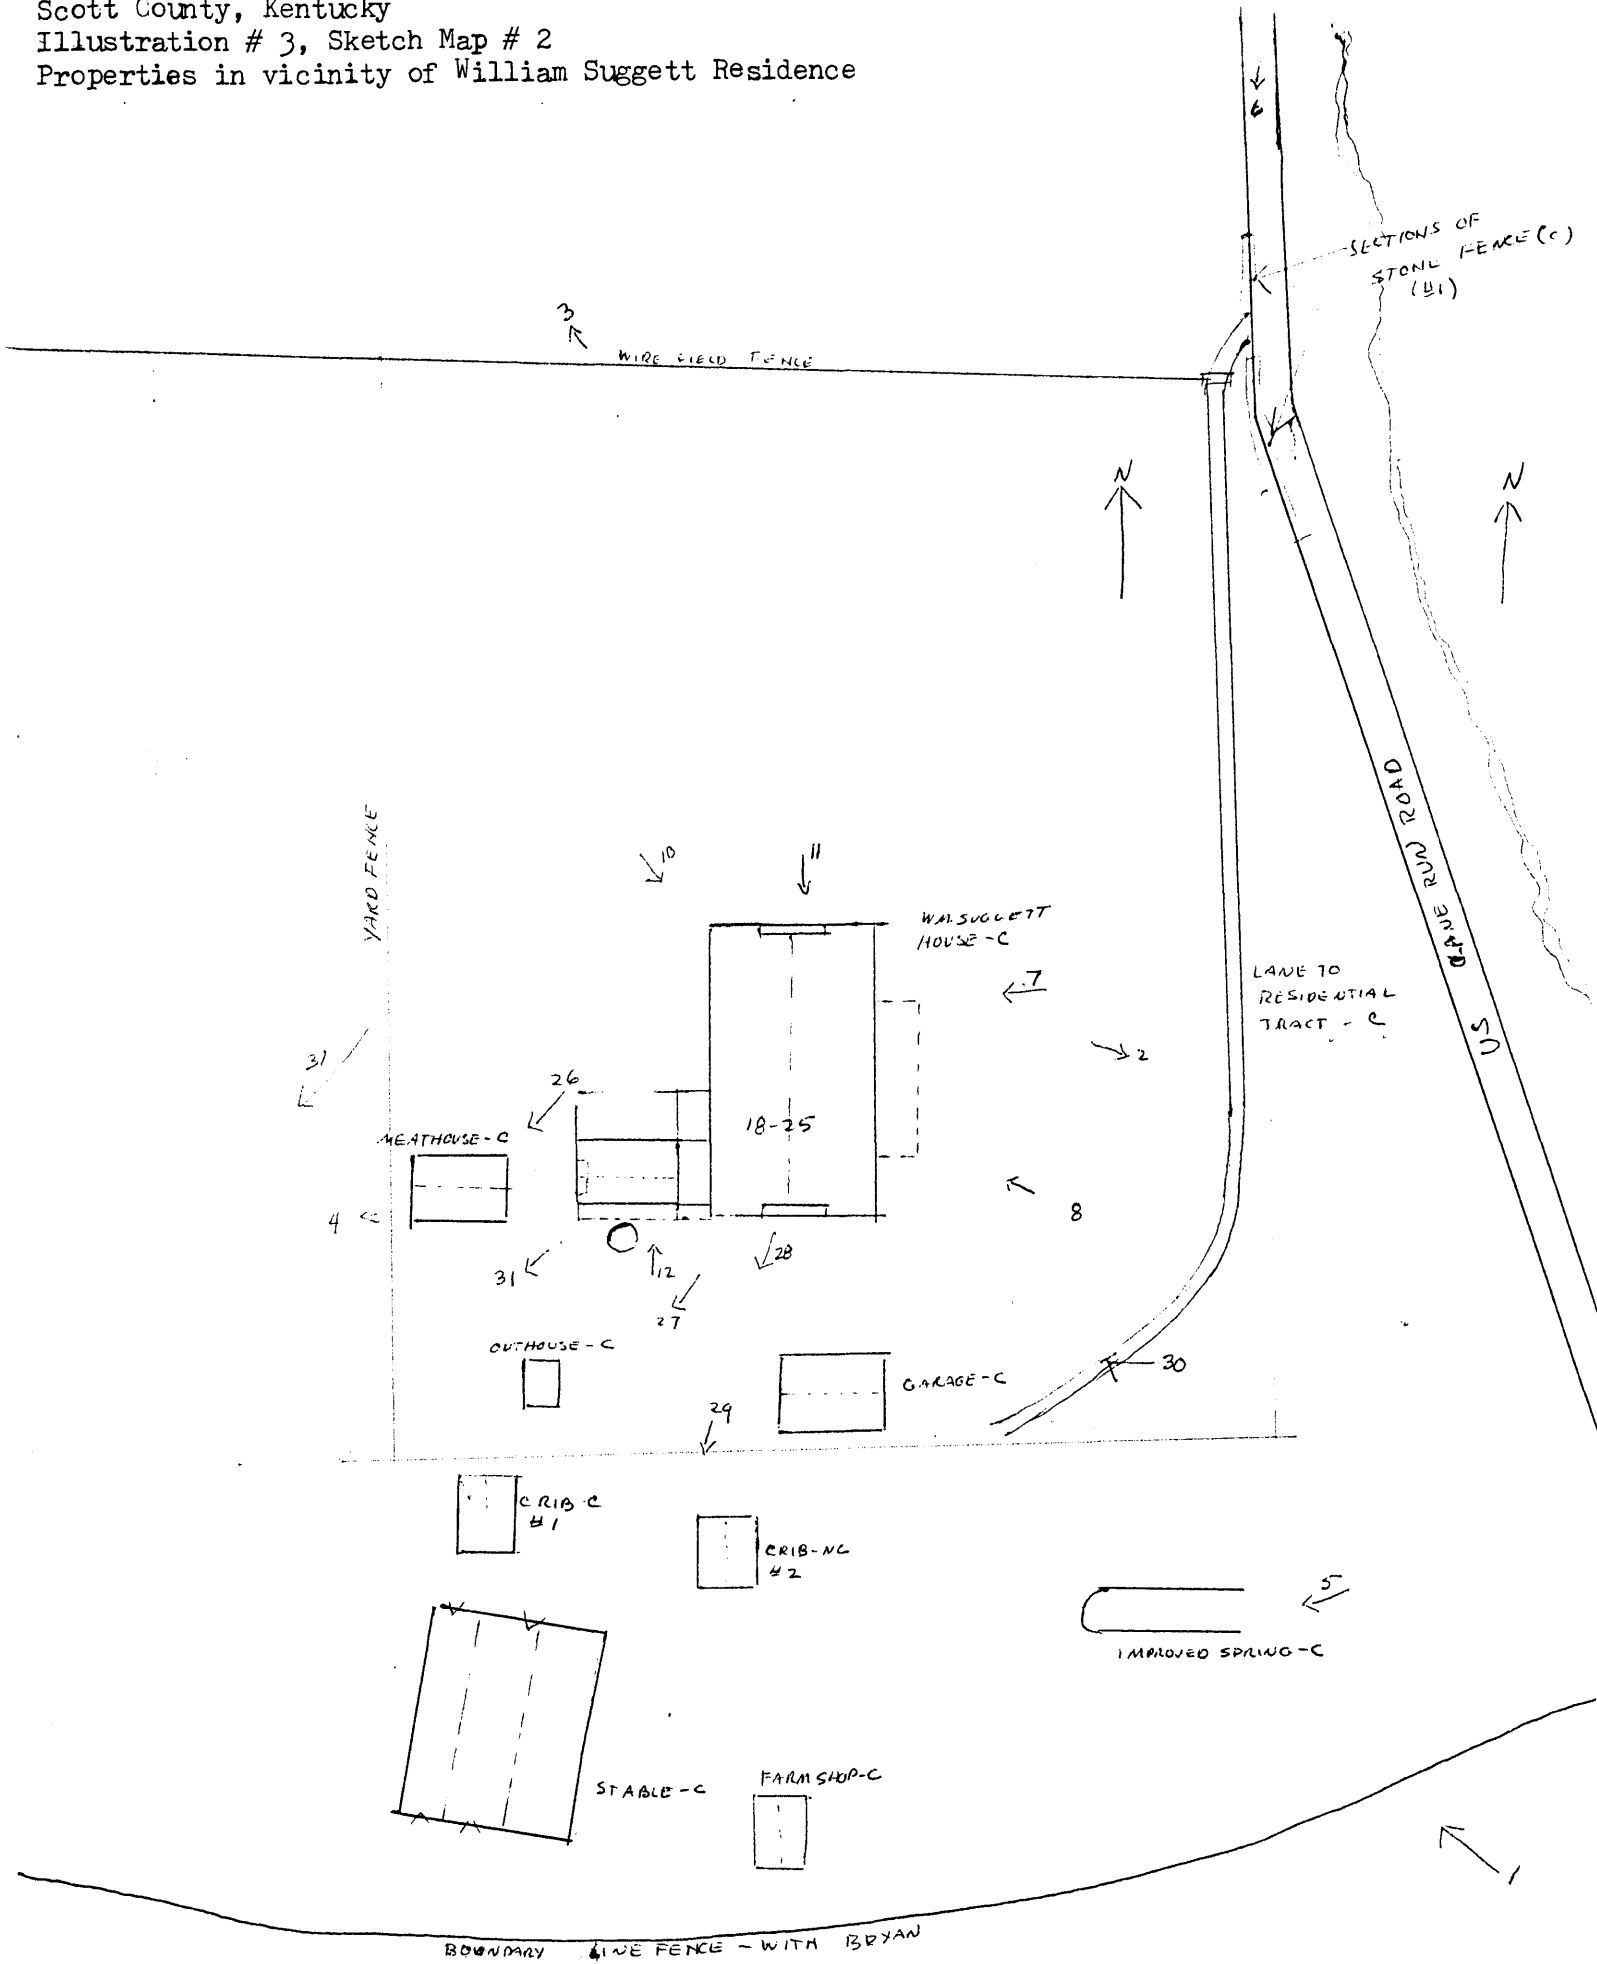 Scott County, Kentucky
Illustration # 3, Sketch Map # 2
Properties in vicinity of William Suggett Residence
6
SECTIONS OF
STONE FENCE (C)
(#1)
3
WIRE FIELD FENCE
N
N
YARD FENCE
10
11
WM. SUGGETT
HOUSE - C
7
LANE TO
RESIDENTIAL
TRACT - C
US CANE RUN ROAD
2
31
26
18-25
MEATHOUSE - C
4
8
31
12
28
27
OUTHOUSE - C
30
GARAGE - C
29
CRIB - C
#1
CRIB-NC
#2
5
IMPROVED SPRING - C
STABLE - C
FARM SHOP-C
1
BOUNDARY LINE FENCE - WITH BRYAN